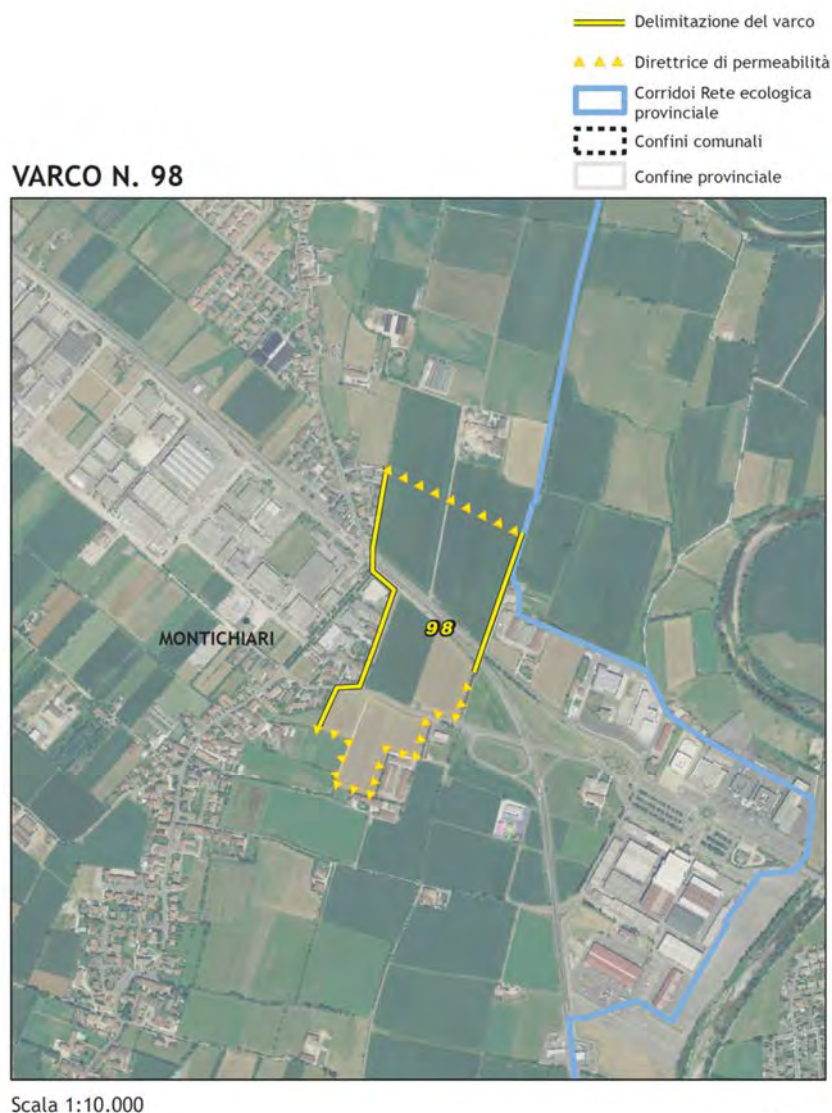 Delimitazione del varco
Direttrice di permeabilità
Corridoi Rete ecologica
provinciale
Confini comunali
Confine provinciale
VARCO N. 98
98
MONTICHIARI
Scala 1:10.000